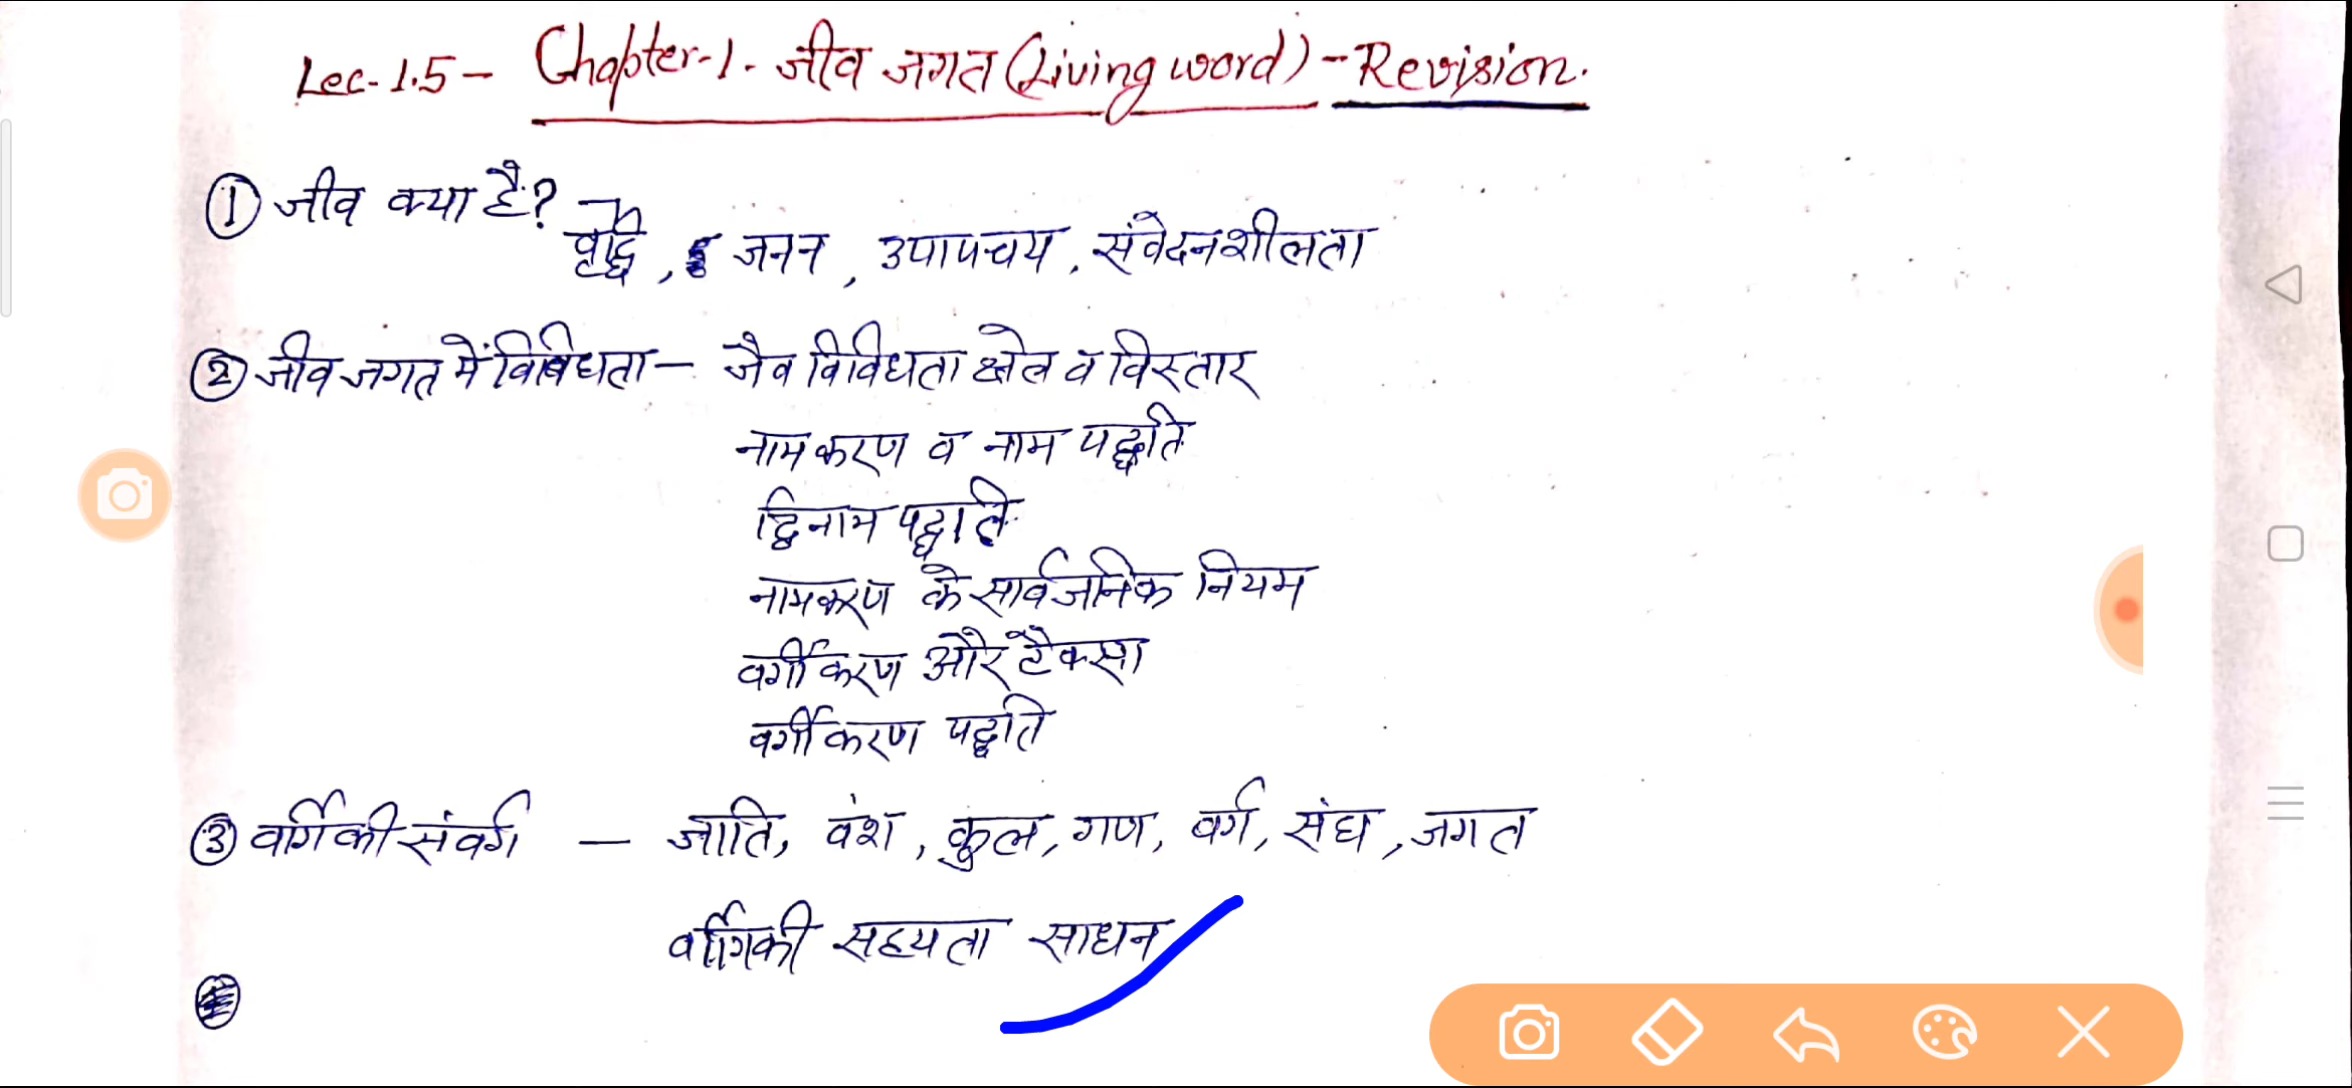 Lec-1.5- Chapter-1. जीव जगत (Living word) - Revision.
① जीव क्या है?
वृद्धि, जनन, उपापचय, संवेदनशीलता
② जीव जगत में विविधता - जैव विविधता क्षेत्र व विस्तार
नामकरण व नाम पद्धति
द्विनाम पद्धति
नामकरण के सार्वजनिक नियम
वर्गीकरण और टैक्सा
वर्गीकरण पद्धति
③ वर्गिकी संवर्ग - जाति, वंश, कुल, गण, वर्ग, संघ, जगत
वर्गिकी सहयता साधन